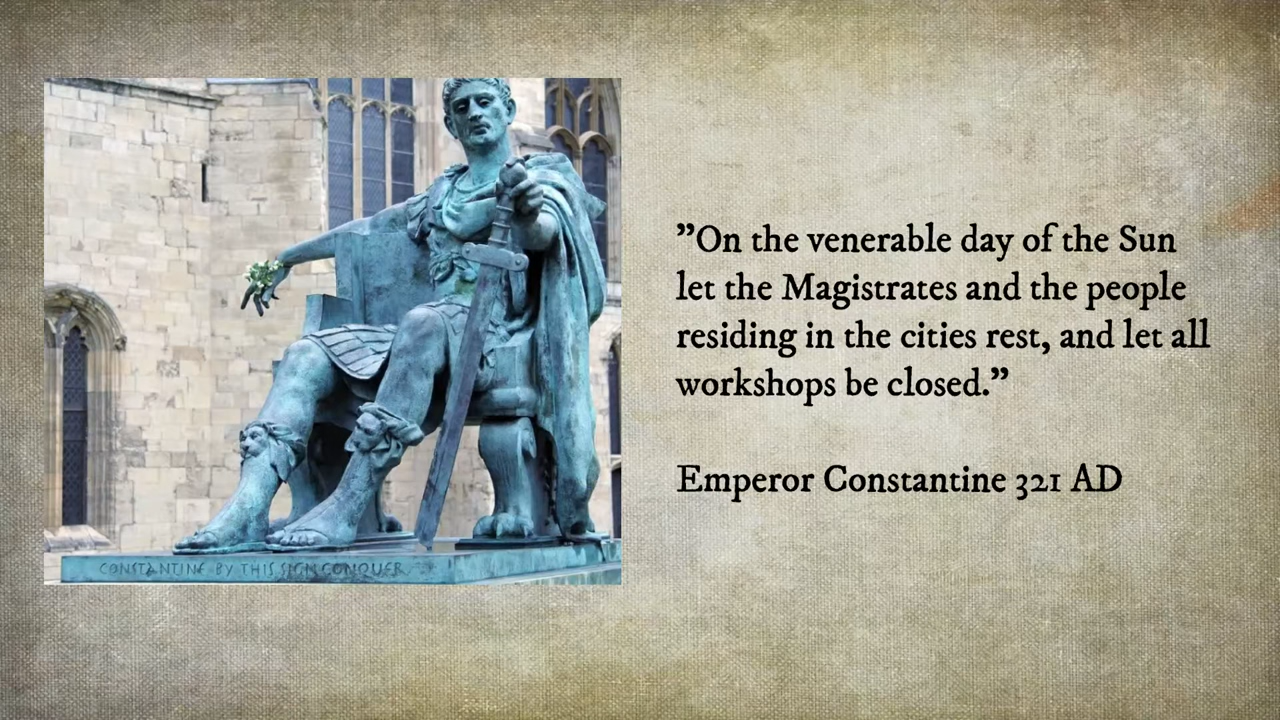 CONSTANTINE BY THIS SIGN CONQUER
”On the venerable day of the Sun
let the Magistrates and the people
residing in the cities rest, and let all
workshops be closed.”
Emperor Constantine 321 AD